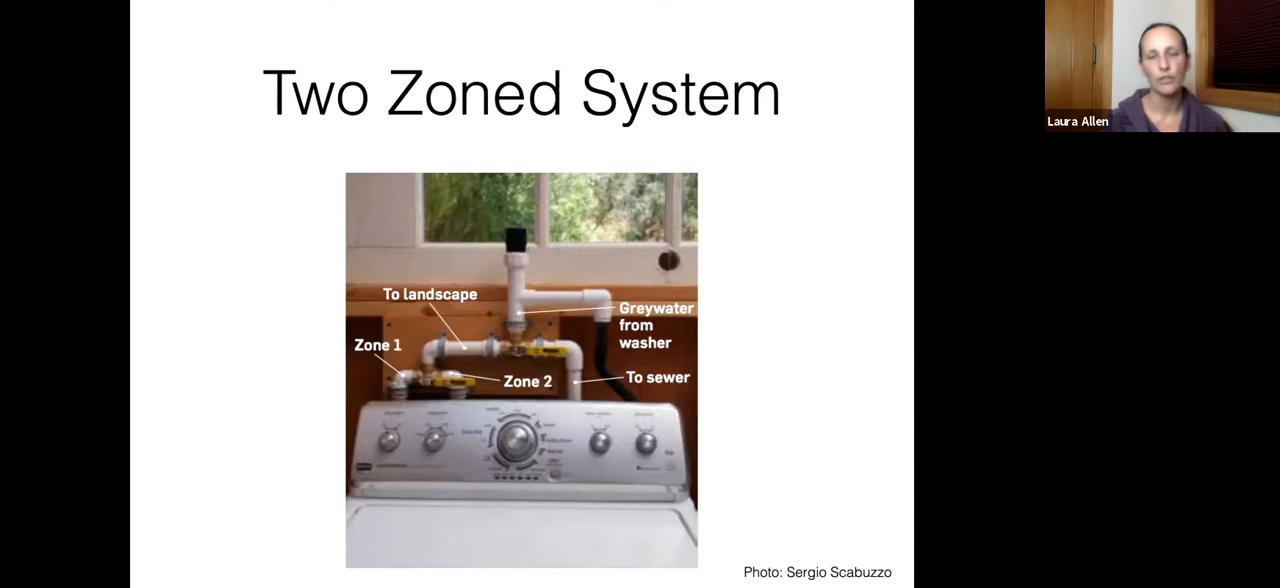 Two Zoned System
To landscape
Greywater
from
washer
Zone 1
Zone 2
To sewer
Photo: Sergio Scabuzzo
Laura Allen